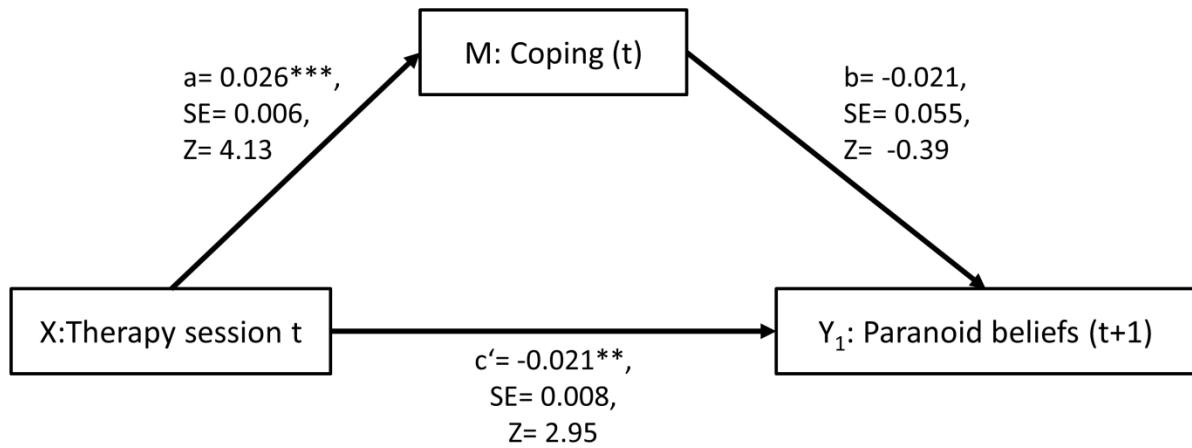 M: Coping (t)
a= 0.026***,
SE= 0.006,
Z= 4.13
b= -0.021,
SE= 0.055,
Z= -0.39
X:Therapy session t
Y₁: Paranoid beliefs (t+1)
c‘= -0.021**,
SE= 0.008,
Z= 2.95